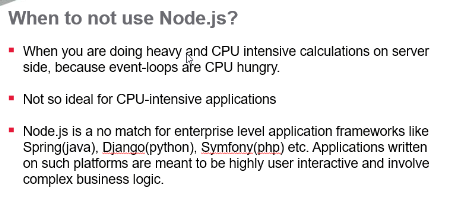 When to not use Node.js?
When you are doing heavy and CPU intensive calculations on server
side, because event-loops are CPU hungry.
Not so ideal for CPU-intensive applications
Node.js is a no match for enterprise level application frameworks like
Spring(java), Django(python), Symfony(php) etc. Applications written
on such platforms are meant to be highly user interactive and involve
complex business logic.